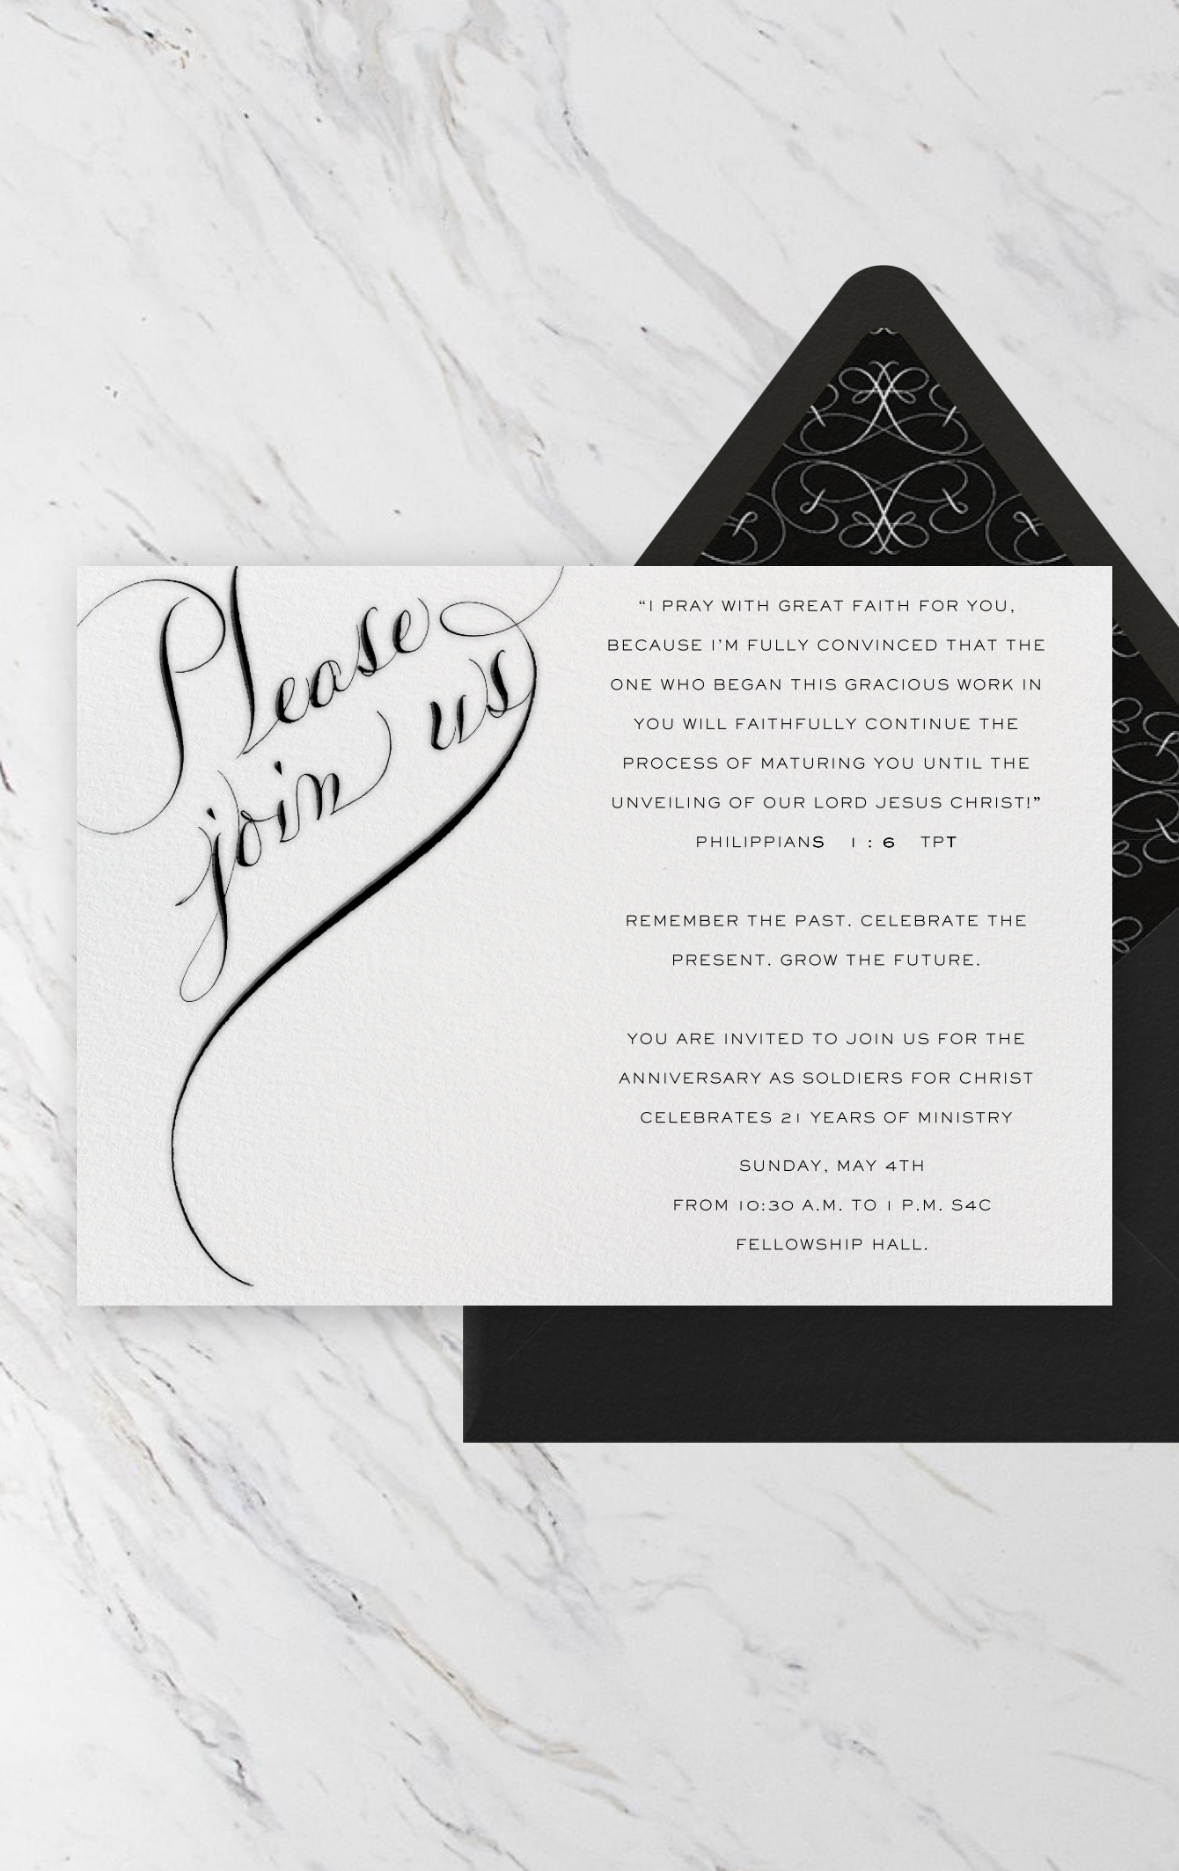 Please
join us
“I PRAY WITH GREAT FAITH FOR YOU,
BECAUSE I’M FULLY CONVINCED THAT THE
ONE WHO BEGAN THIS GRACIOUS WORK IN
YOU WILL FAITHFULLY CONTINUE THE
PROCESS OF MATURING YOU UNTIL THE
UNVEILING OF OUR LORD JESUS CHRIST!”
PHILIPPIANS 1 : 6 TPT
REMEMBER THE PAST. CELEBRATE THE
PRESENT. GROW THE FUTURE.
YOU ARE INVITED TO JOIN US FOR THE
ANNIVERSARY AS SOLDIERS FOR CHRIST
CELEBRATES 21 YEARS OF MINISTRY
SUNDAY, MAY 4TH
FROM 10:30 A.M. TO 1 P.M. S4C
FELLOWSHIP HALL.